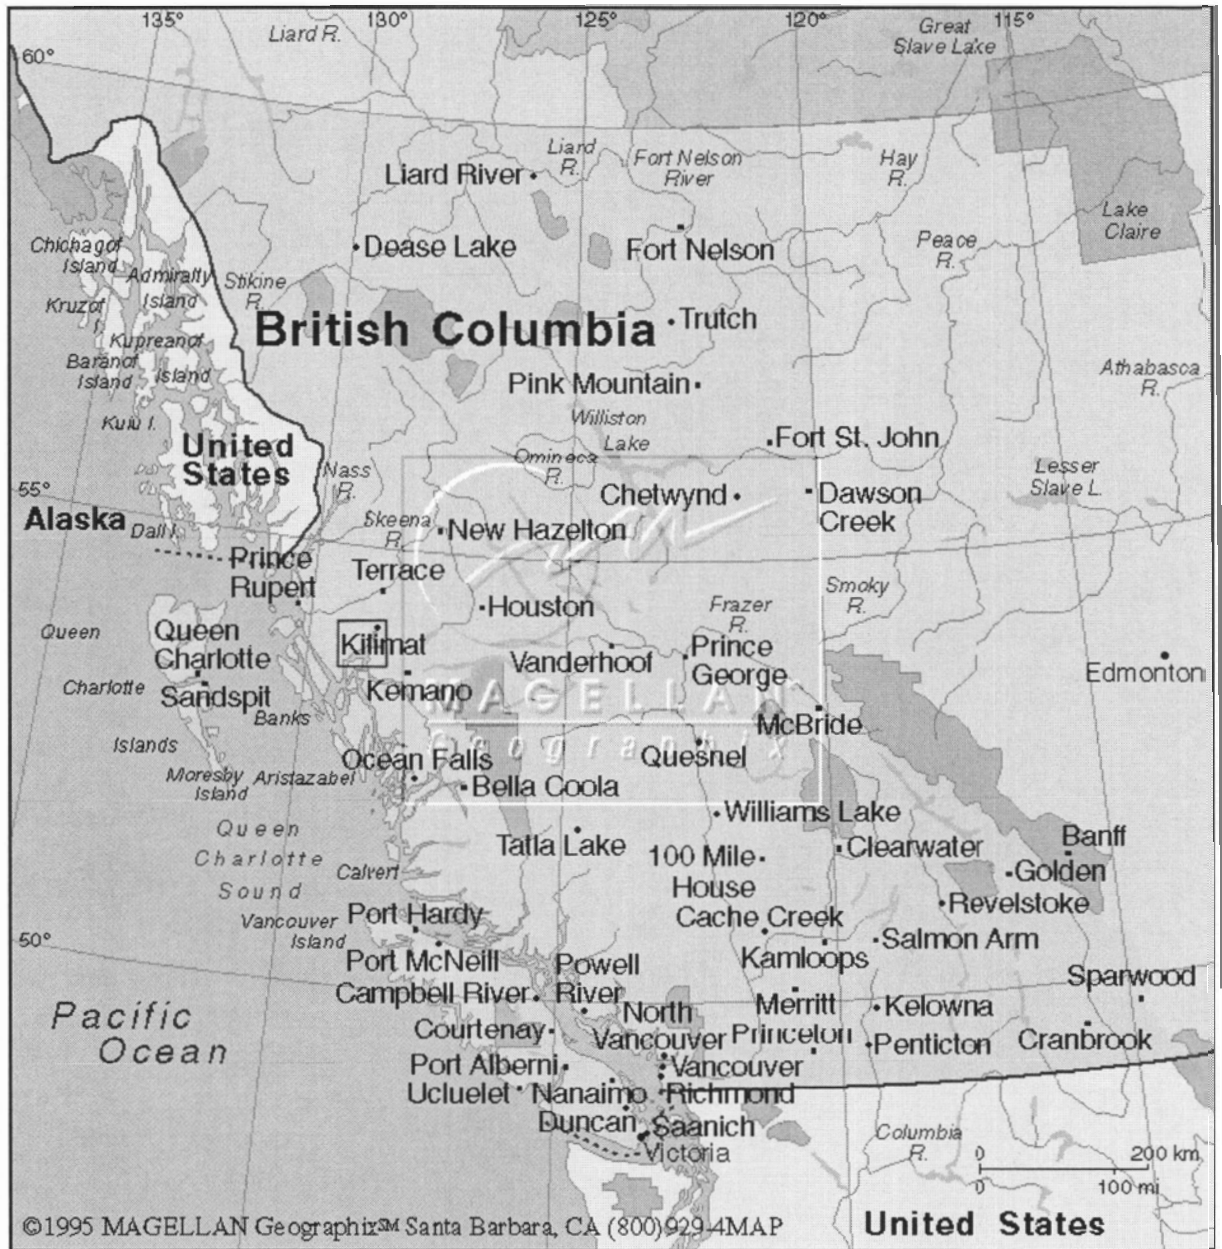 135°
130°
125°
120°
115°
Liard R.
Great
Slave Lake
60°
Liard
R.
Fort Nelson
River
Hay
R.
Liard River
Lake
Claire
Chichagof
Island
Dease Lake
Fort Nelson
Peace
R.
Admiralty
Island
Stikine
R.
Kruzof
I.
British Columbia
Trutch
Kupreanof
Island
Baranof
Island
Pink Mountain
Athabasca
R.
Kuiu I.
Williston
Lake
United
States
Fort St. John
Omineca
R.
Nass
R.
Lesser
Slave L.
55°
Chetwynd
Dawson
Creek
Alaska
Dall I.
Skeena
R.
New Hazelton
Prince
Rupert
Terrace
Smoky
R.
Houston
Frazer
R.
Queen
Queen
Charlotte
Kilimat
Vanderhoof
Prince
George
Edmonton
Charlotte
Sandspit
Kemano
MAGELLAN
Geographix
Banks
McBride
Islands
Quesnel
Ocean Falls
Moresby
Island
Aristazabel
Bella Coola
Williams Lake
Queen
Charlotte
Sound
Tatla Lake
100 Mile
House
Clearwater
Banff
Golden
Calvert
Revelstoke
Vancouver
Island
Port Hardy
Cache Creek
50°
Salmon Arm
Port McNeill
Powell
River
Kamloops
Sparwood
Campbell River
Merritt
Kelowna
Pacific
Ocean
North
Vancouver
Courtenay
Princeton
Penticton
Cranbrook
Port Alberni
Vancouver
Ucluelet
Nanaimo
Richmond
Duncan
Saanich
Victoria
Columbia
R.
0 200 km
0 100 mi
©1995 MAGELLAN Geographix℠ Santa Barbara, CA (800) 929-4MAP
United States